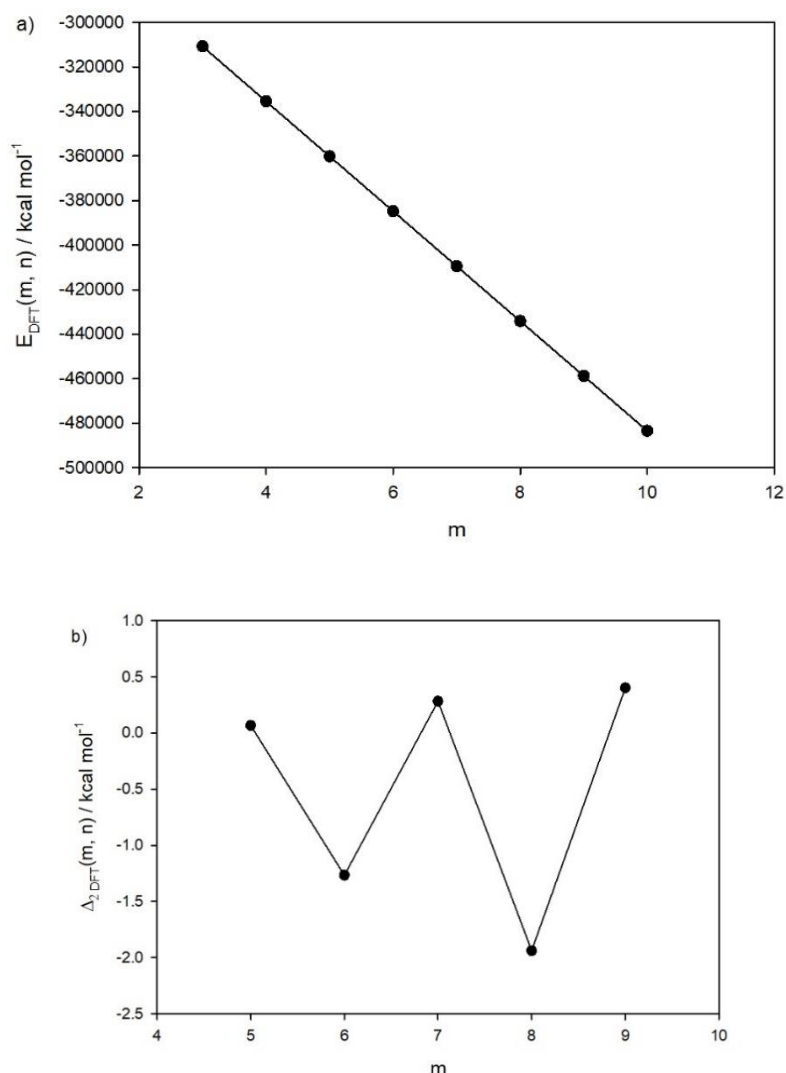 a)
E_DFT(m, n) / kcal mol⁻¹
-300000
-320000
-340000
-360000
-380000
-400000
-420000
-440000
-460000
-480000
-500000
2 4 6 8 10 12
m
b)
Δ₂ DFT(m, n) / kcal mol⁻¹
1.0
0.5
0.0
-0.5
-1.0
-1.5
-2.0
-2.5
4 5 6 7 8 9 10
m